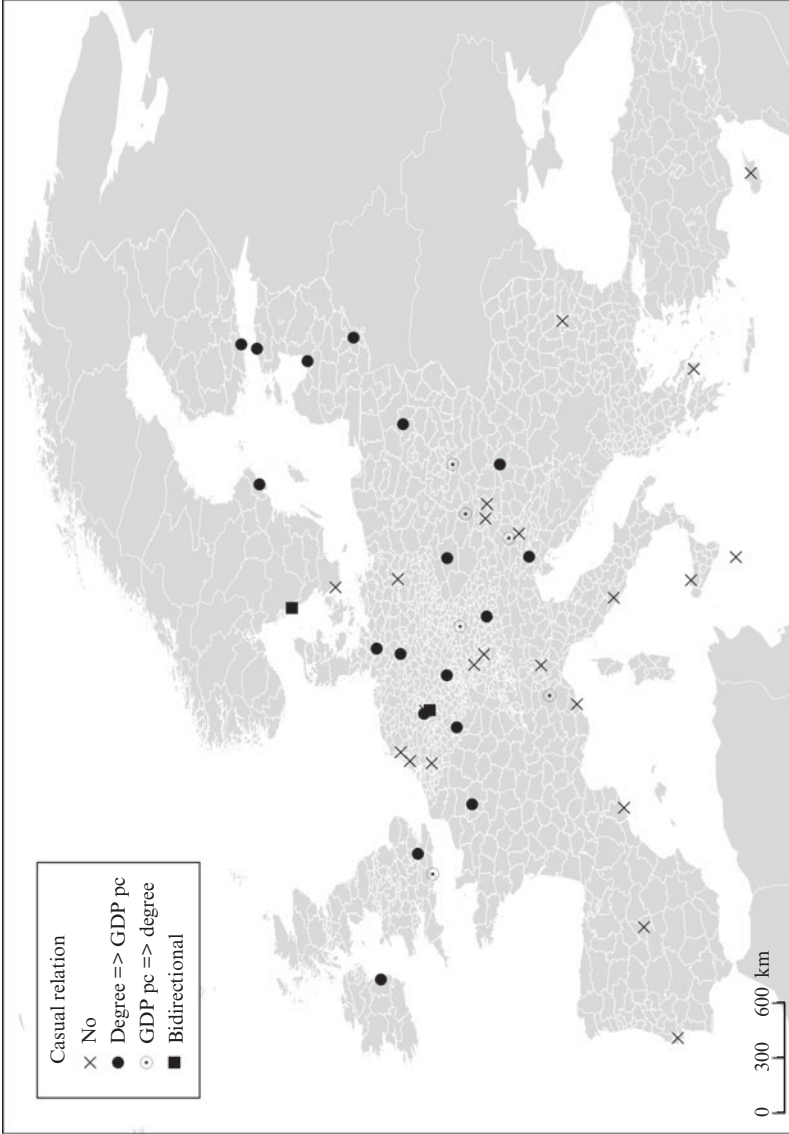 Casual relation
No
Degree => GDP pc
GDP pc => degree
Bidirectional
0 300 600 km